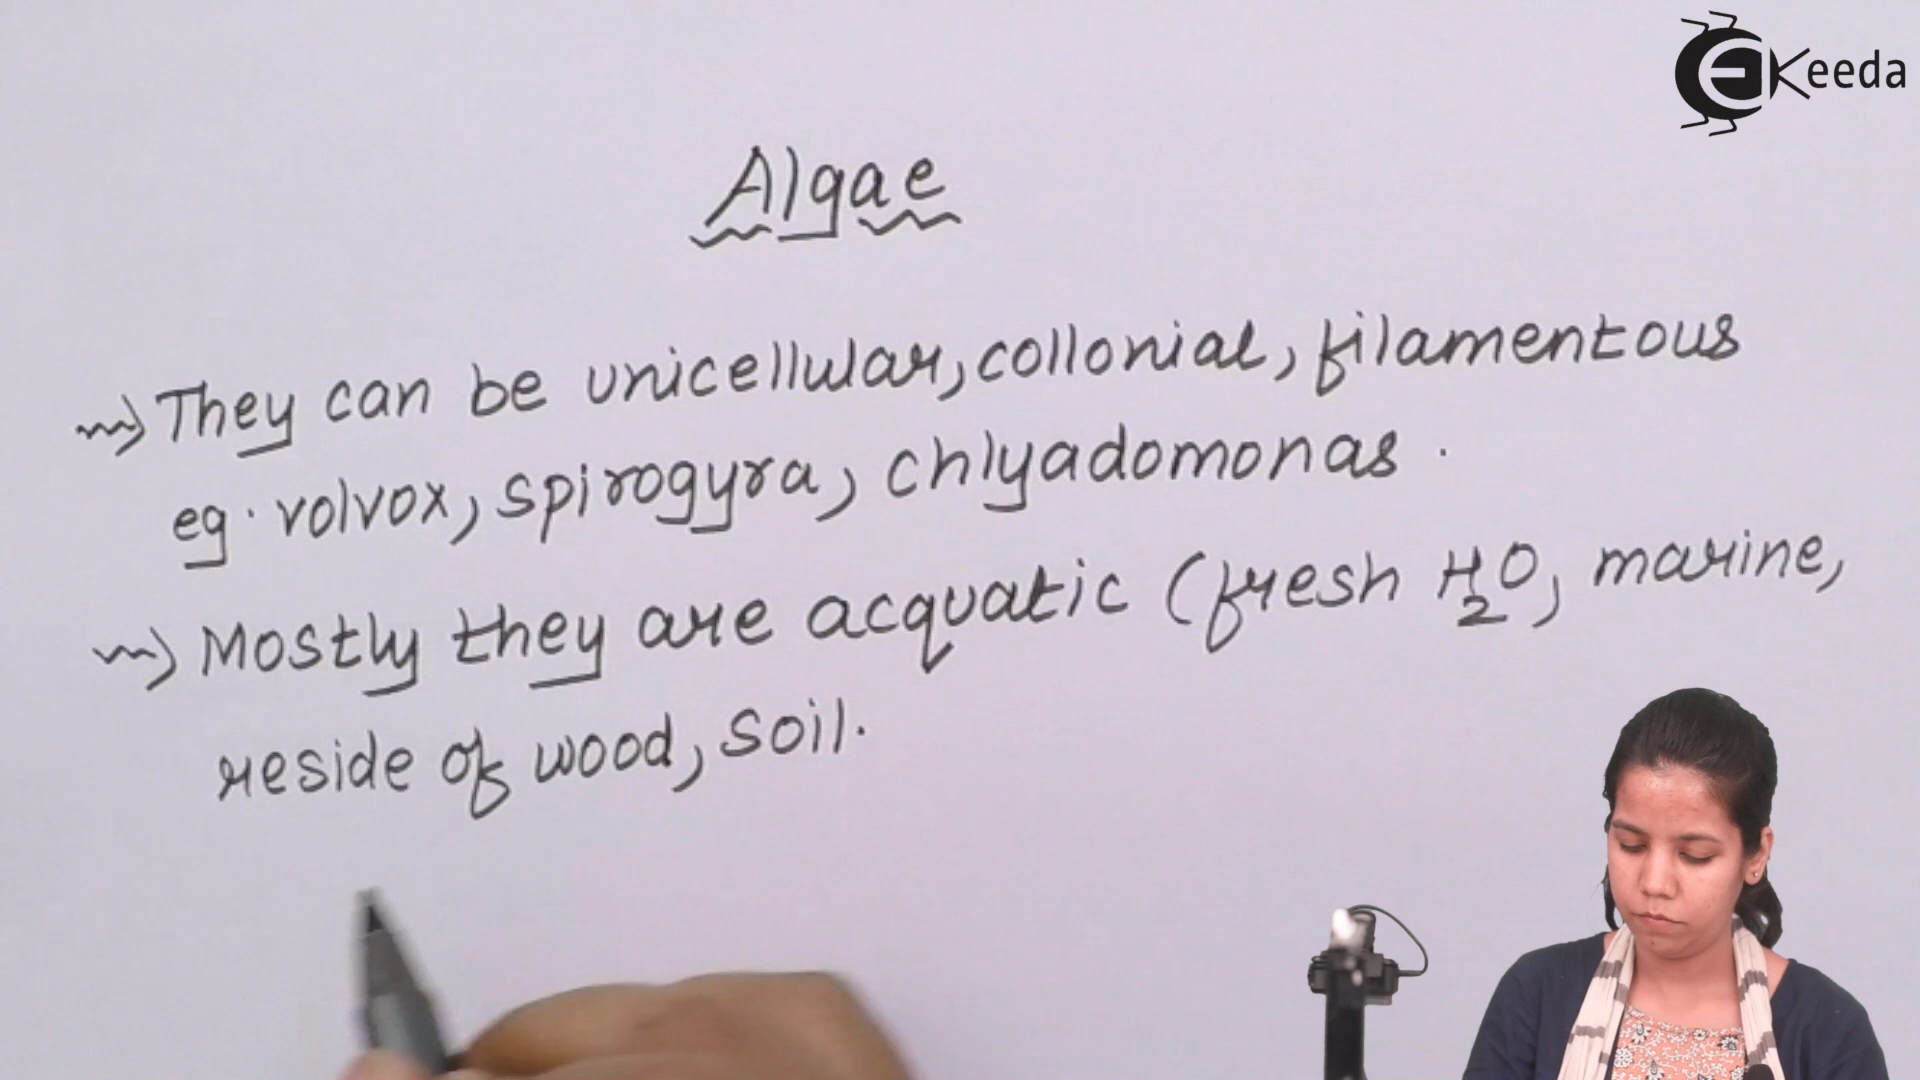 EKeeda
Algae
They can be unicellular, collonial, filamentous
eg. volvox, spirogyra, chlyadomonas.
Mostly they are acquatic (fresh H2O, marine,
reside of wood, soil.